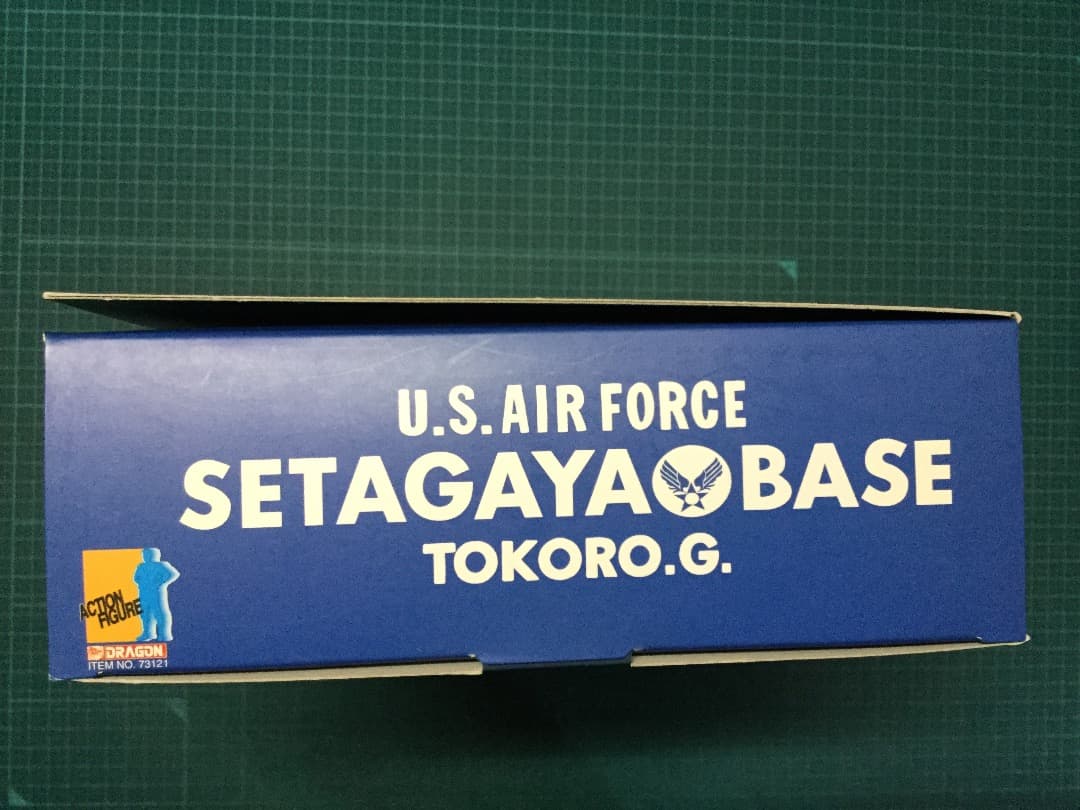 U.S. AIR FORCE
SETAGAYA BASE
TOKORO.G.
ACTION
FIGURE
DRAGON
ITEM NO. 73121